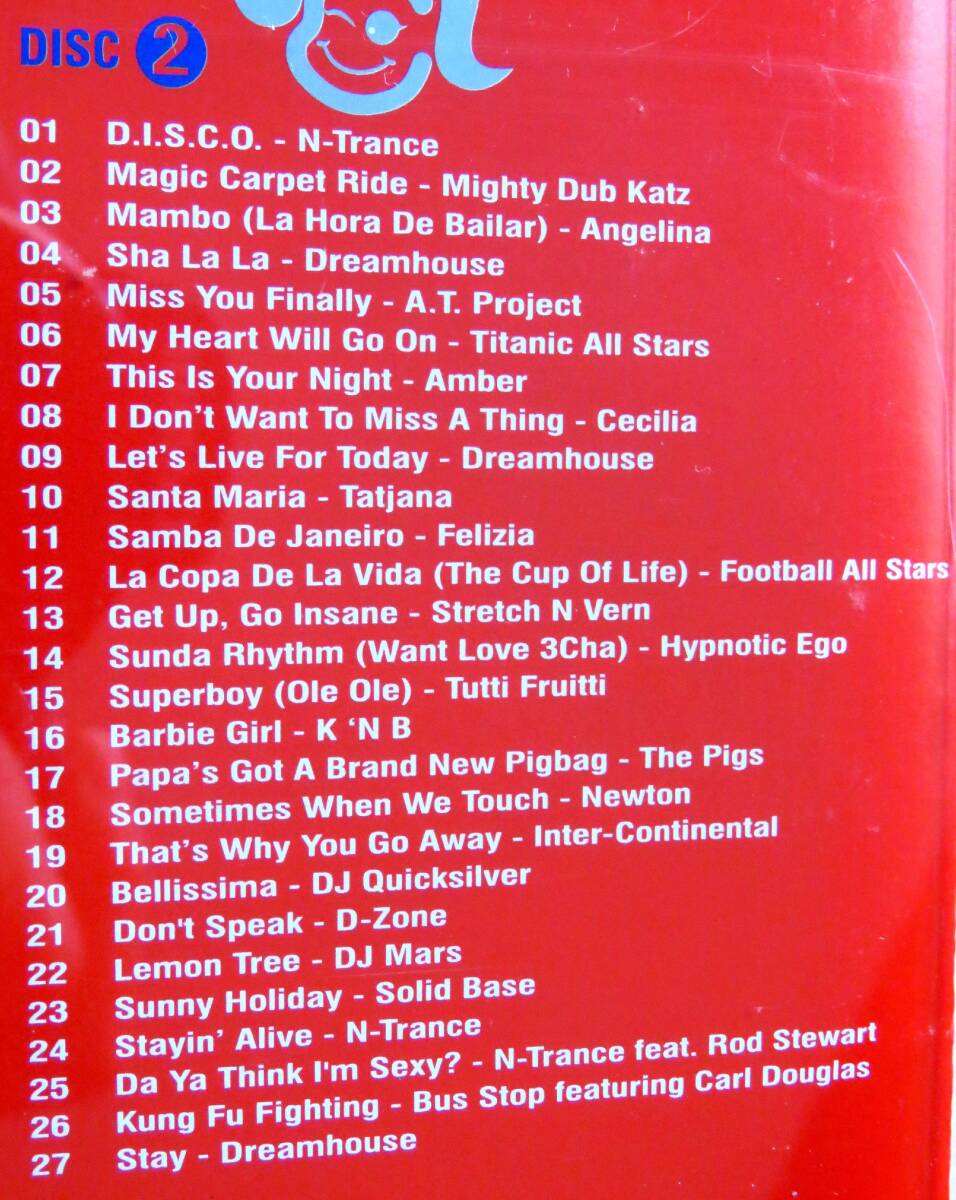 DISC 2
01 D.I.S.C.O. - N-Trance
02 Magic Carpet Ride - Mighty Dub Katz
03 Mambo (La Hora De Bailar) - Angelina
04 Sha La La - Dreamhouse
05 Miss You Finally - A.T. Project
06 My Heart Will Go On - Titanic All Stars
07 This Is Your Night - Amber
08 I Don't Want To Miss A Thing - Cecilia
09 Let's Live For Today - Dreamhouse
10 Santa Maria - Tatjana
11 Samba De Janeiro - Felizia
12 La Copa De La Vida (The Cup Of Life) - Football All Stars
13 Get Up, Go Insane - Stretch N Vern
14 Sunda Rhythm (Want Love 3Cha) - Hypnotic Ego
15 Superboy (Ole Ole) - Tutti Fruitti
16 Barbie Girl - K ‘N B
17 Papa's Got A Brand New Pigbag - The Pigs
18 Sometimes When We Touch - Newton
19 That's Why You Go Away - Inter-Continental
20 Bellissima - DJ Quicksilver
21 Don't Speak - D-Zone
22 Lemon Tree - DJ Mars
23 Sunny Holiday - Solid Base
24 Stayin’ Alive - N-Trance
25 Da Ya Think I'm Sexy? - N-Trance feat. Rod Stewart
26 Kung Fu Fighting - Bus Stop featuring Carl Douglas
27 Stay - Dreamhouse